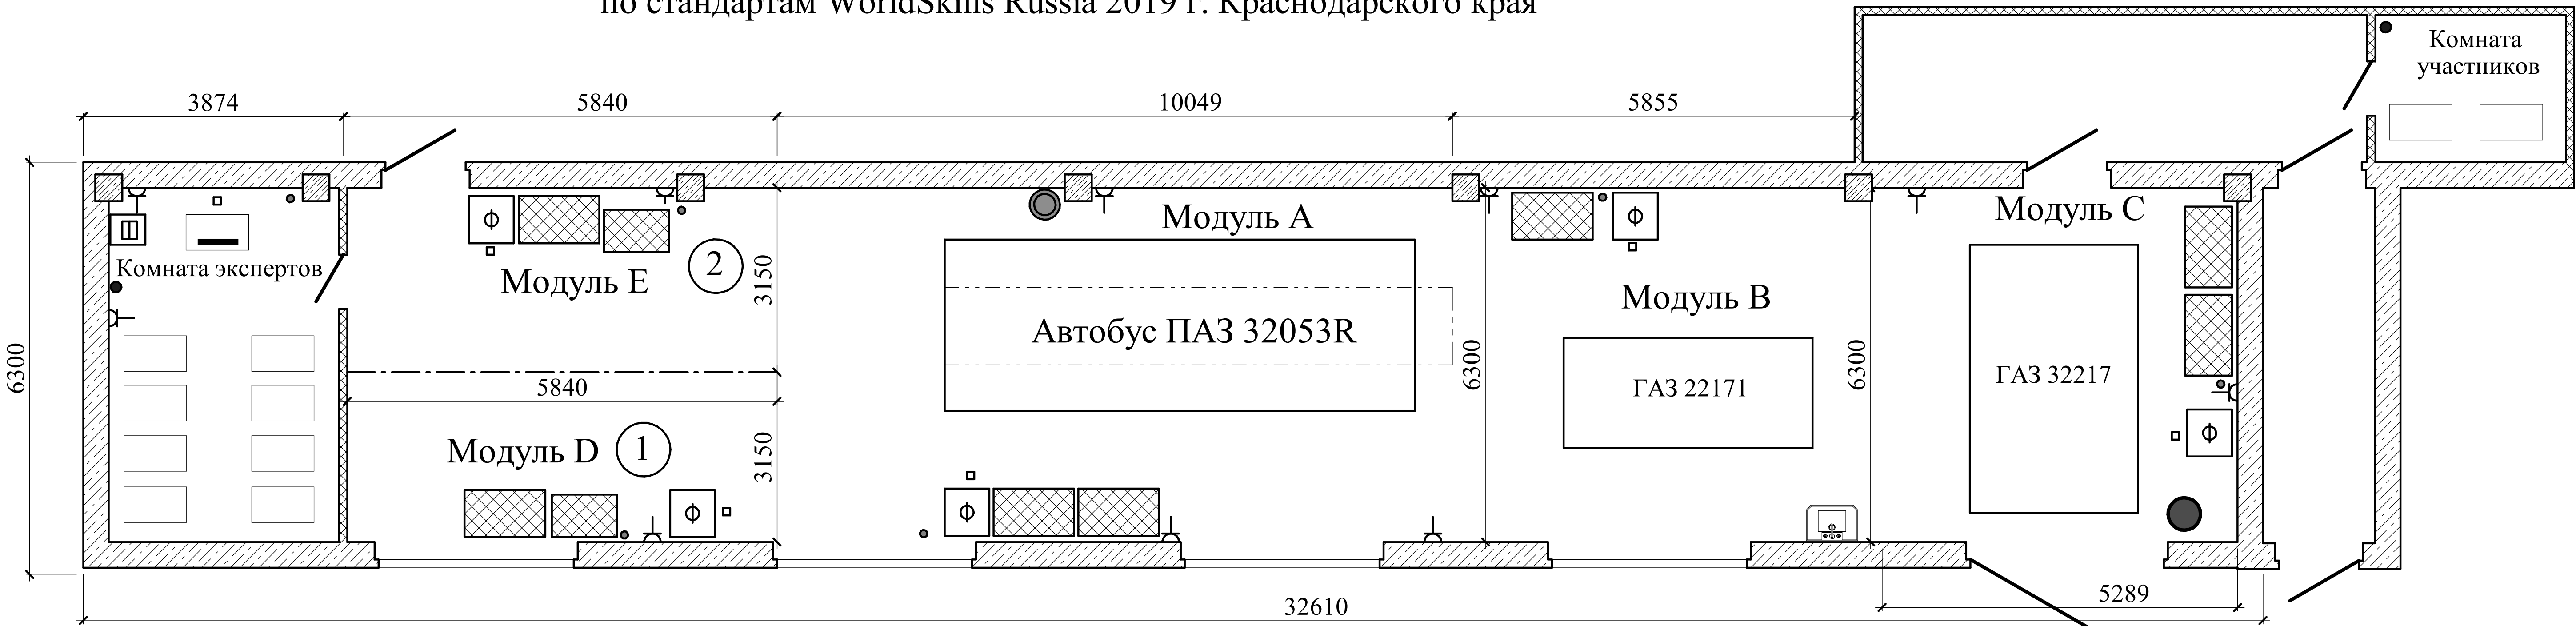 по стандартам WorldSkills Russia 2019 г. Краснодарского края
Комната
участников
3874
5840
10049
5855
Модуль А
Модуль С
Комната экспертов
Модуль Е
2
3150
Модуль В
6300
Автобус ПАЗ 32053R
6300
6300
ГАЗ 22171
ГАЗ 32217
5840
Модуль D
1
3150
5289
32610